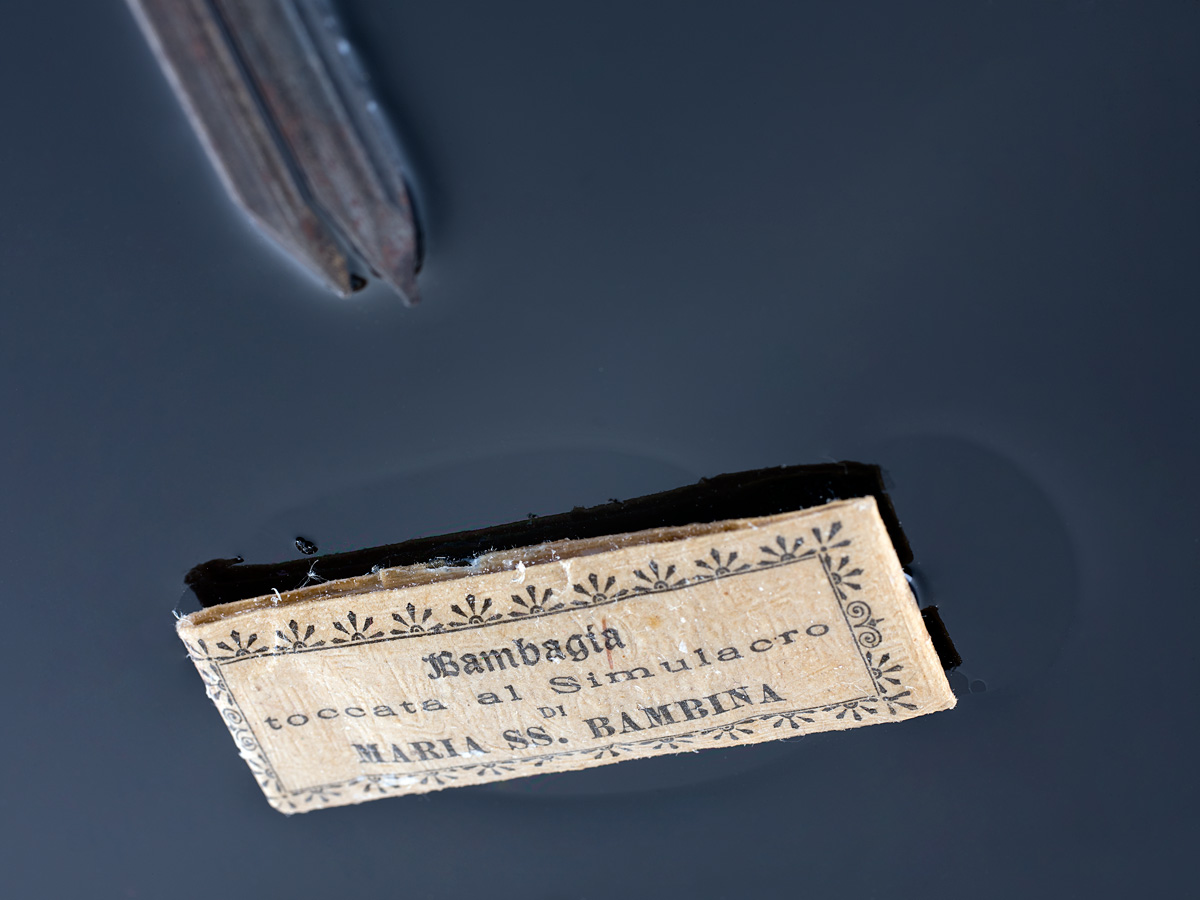 Bambagia
toccata al Simulacro
DI
MARIA SS. BAMBINA